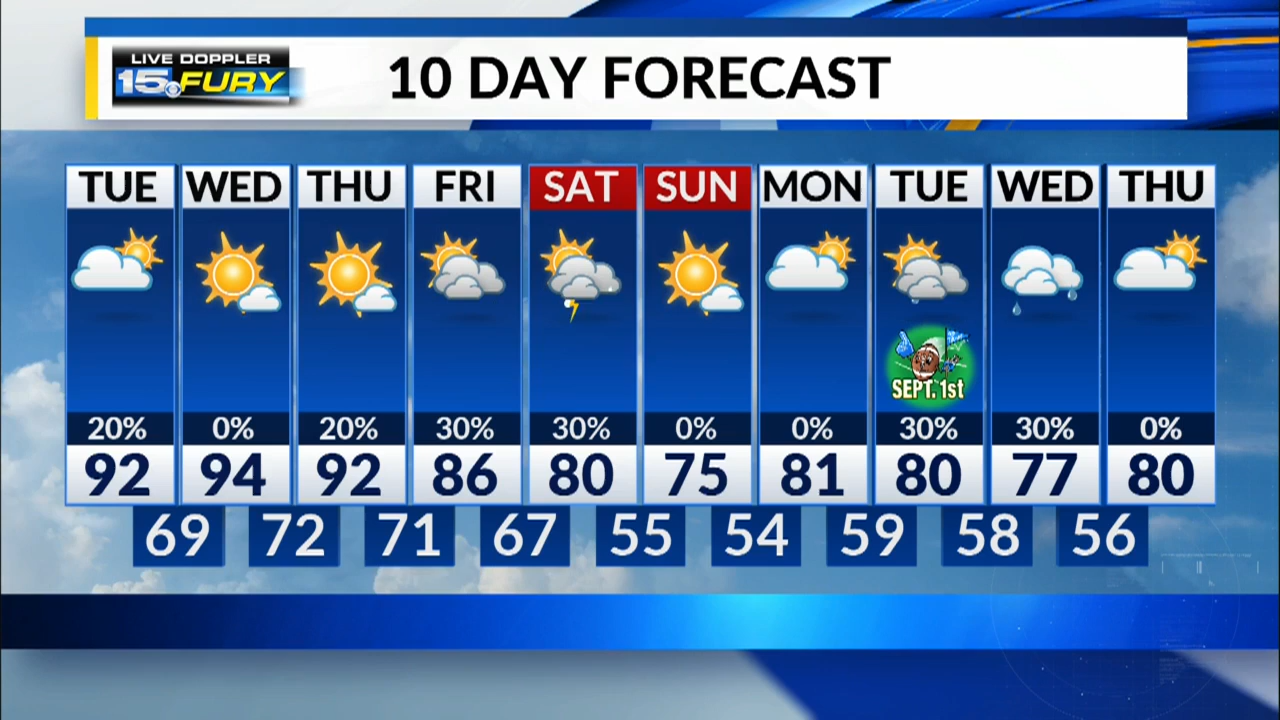 LIVE DOPPLER
15 FURY
10 DAY FORECAST
TUE WED THU FRI SAT SUN MON TUE WED THU
SEPT. 1st
20% 0% 20% 30% 30% 0% 0% 30% 30% 0%
92 94 92 86 80 75 81 80 77 80
69 72 71 67 55 54 59 58 56